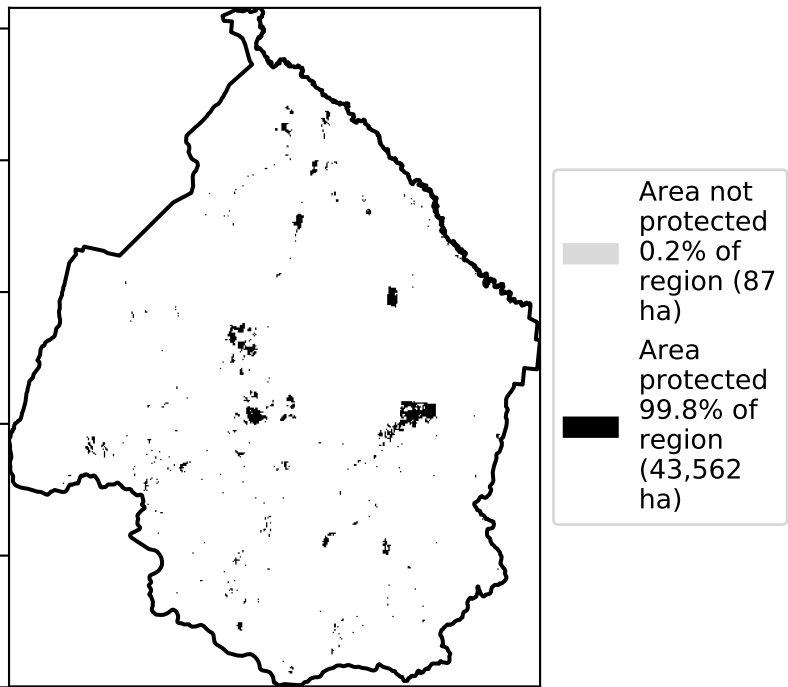 Area not
protected
0.2% of
region (87
ha)
Area
protected
99.8% of
region
(43,562
ha)